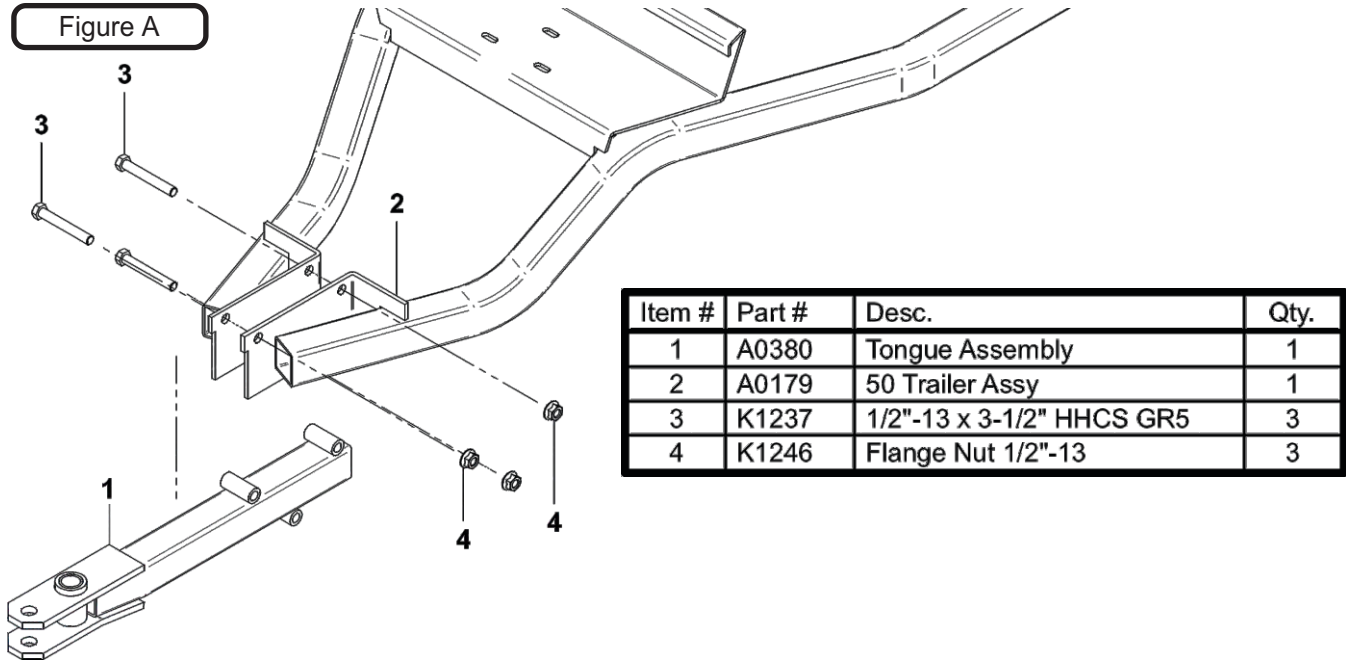 Figure A
3
3
2
1
4
4
Item # Part # Desc. Qty.
1 A0380 Tongue Assembly 1
2 A0179 50 Trailer Assy 1
3 K1237 1/2"-13 x 3-1/2" HHCS GR5 3
4 K1246 Flange Nut 1/2"-13 3